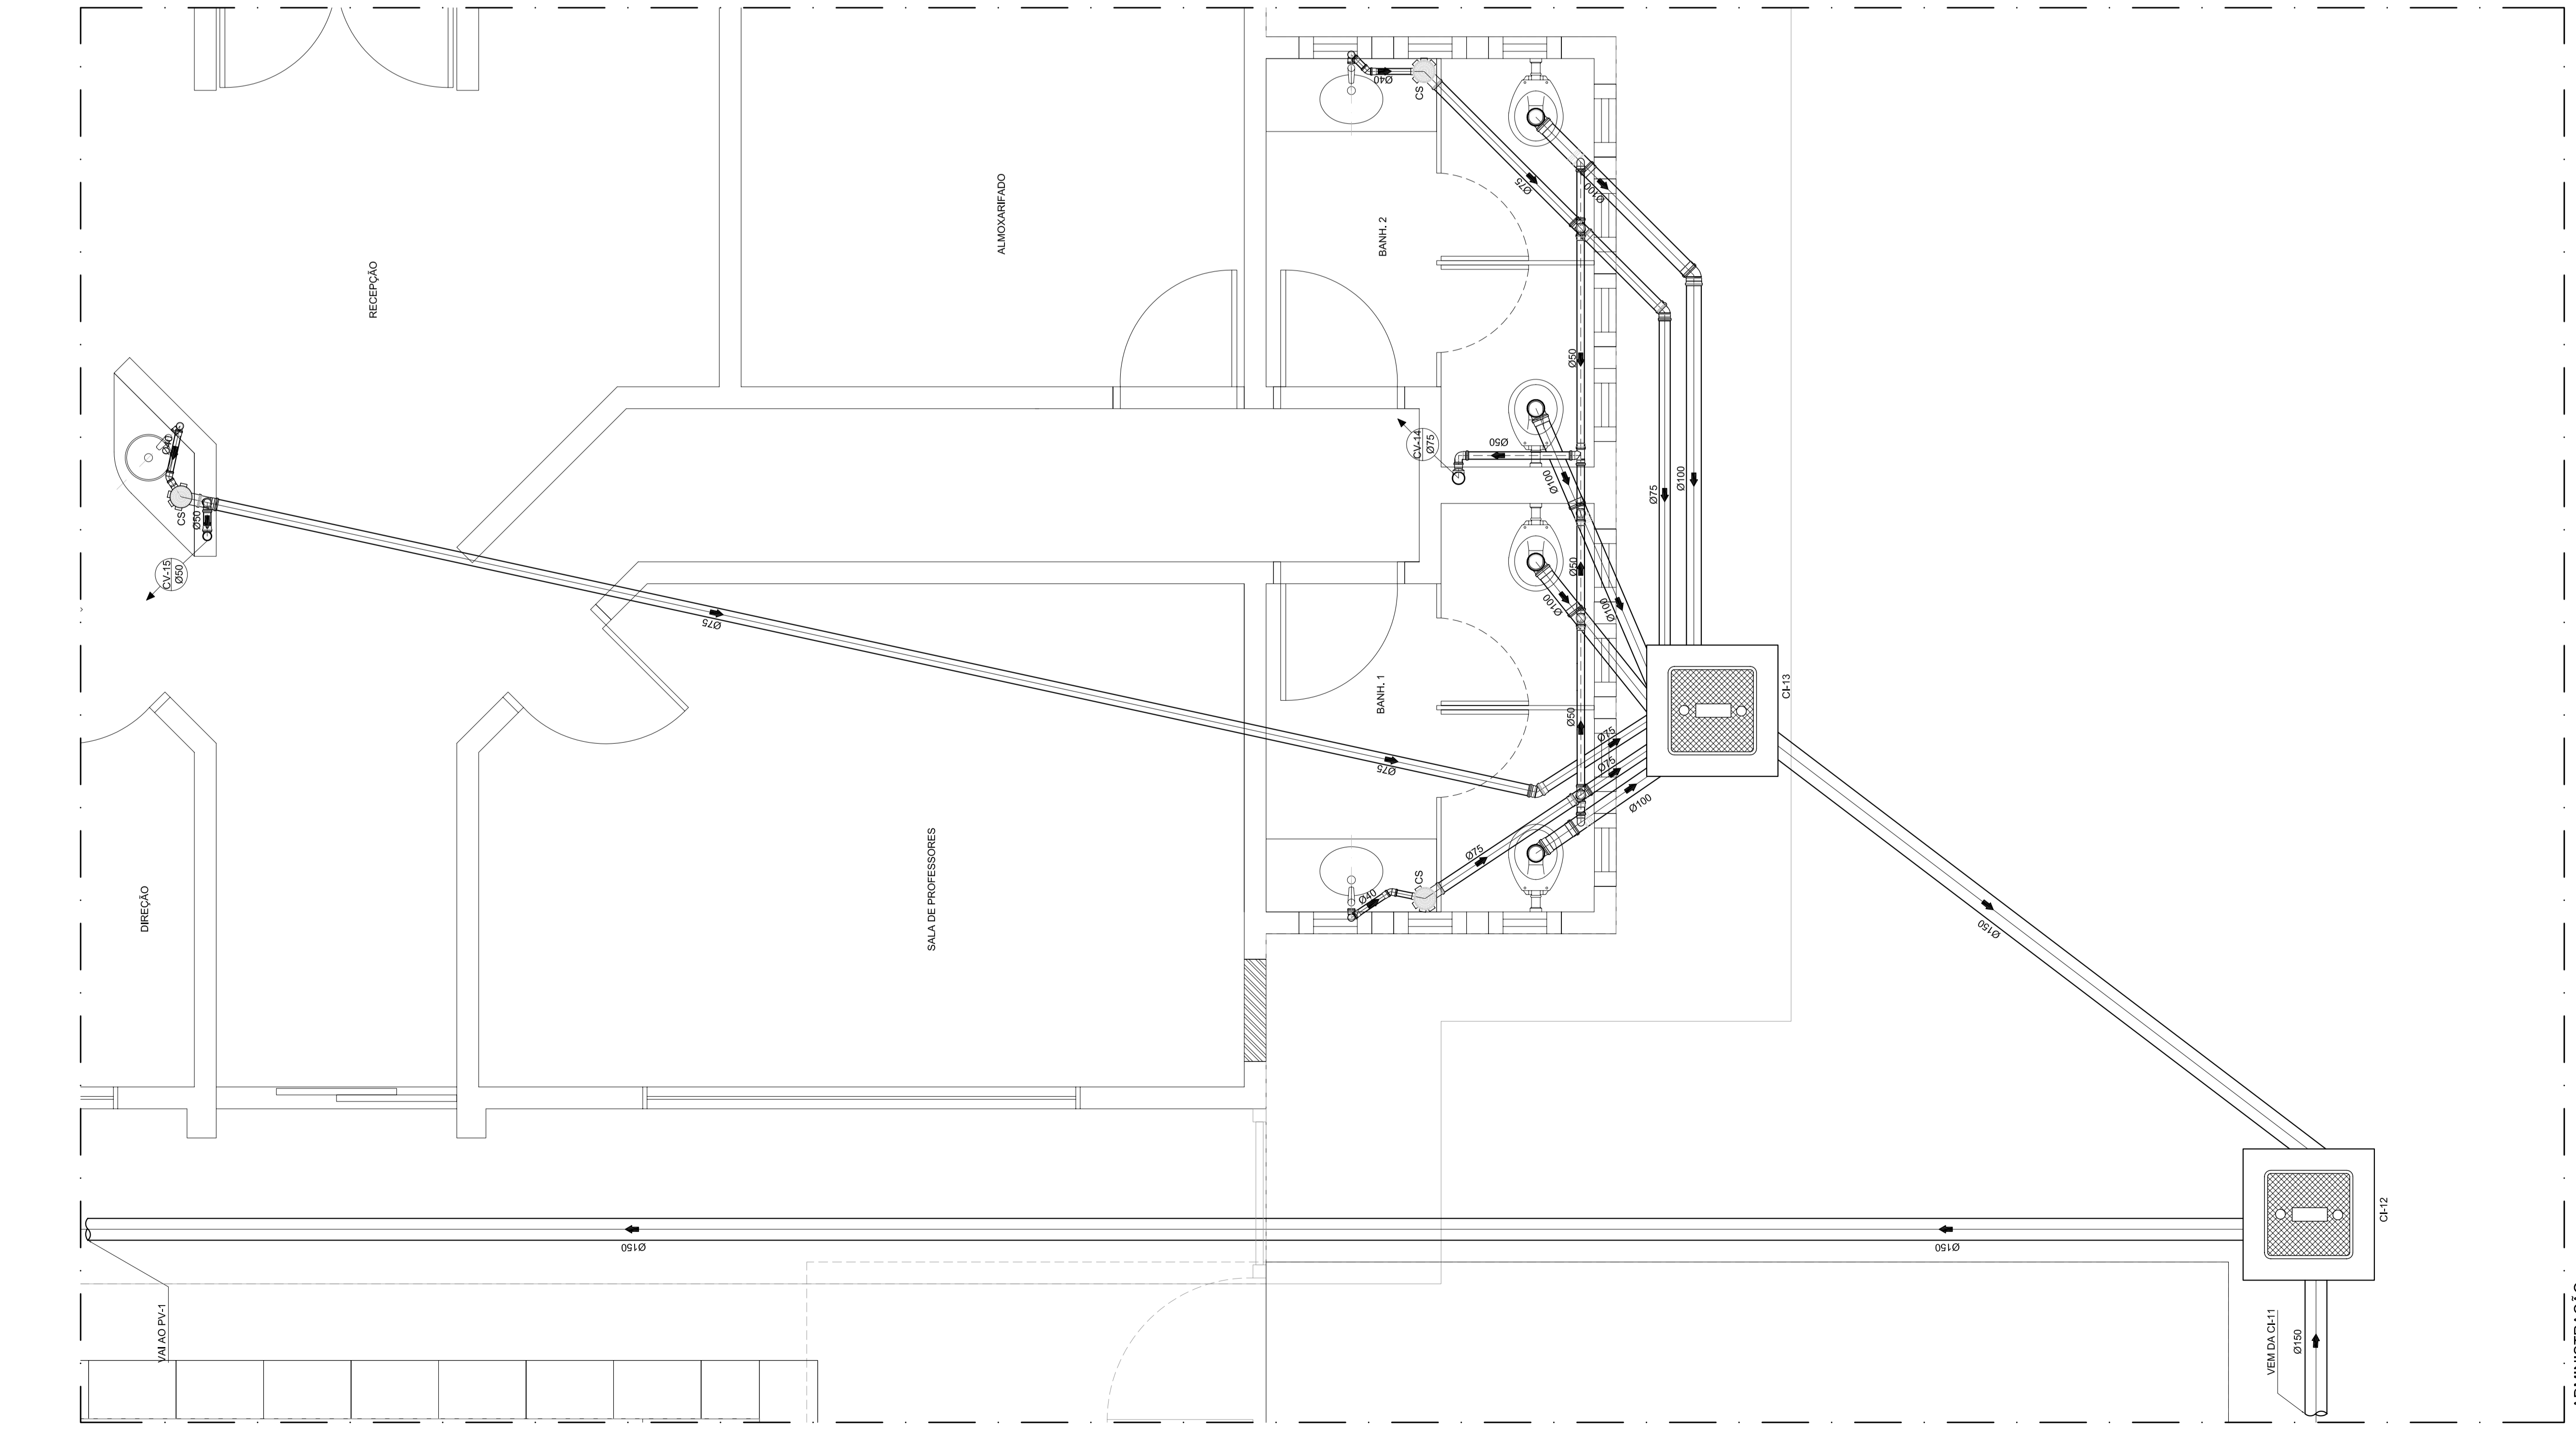 RECEPÇÃO
ALMOXARIFADO
BANH. 2
BANH. 1
SALA DE PROFESSORES
DIREÇÃO
Ø40
CS
Ø50
CV-15
Ø50
Ø75
Ø75
Ø40
CS
Ø75
Ø100
Ø50
Ø75
Ø100
CV-14
Ø75
Ø50
Ø100
Ø100
Ø50
Ø100
Ø50
Ø75
Ø75
Ø100
Ø75
Ø40
CS
CI-13
Ø150
CI-12
Ø150
Ø150
VAI AO PV-1
VEM DA CI-11
Ø150